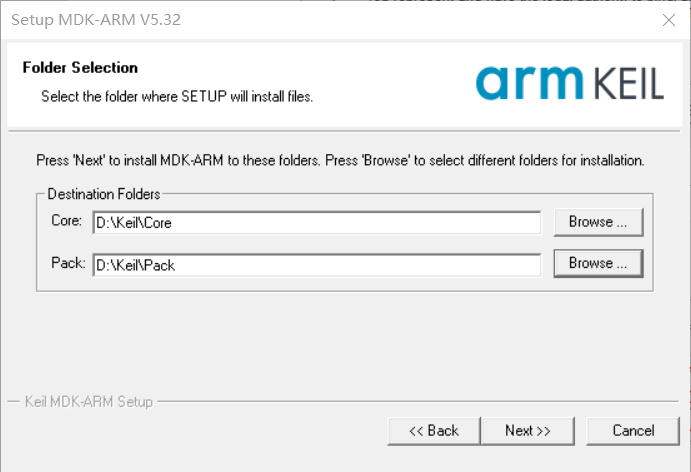 Setup MDK-ARM V5.32
Folder Selection
Select the folder where SETUP will install files.
arm KEIL
Press 'Next' to install MDK-ARM to these folders. Press 'Browse' to select different folders for installation.
Destination Folders
Core: D:\Keil\Core Browse ...
Pack: D:\Keil\Pack Browse ...
Keil MDK-ARM Setup
<< Back Next >> Cancel